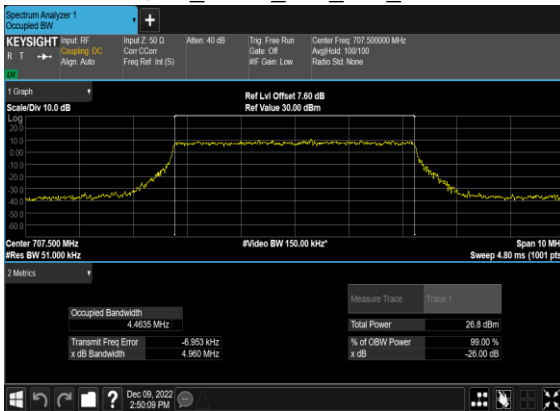 Spectrum Analyzer 1
Occupied BW
KEYSIGHT Input: RF Input Z: 50 Ω Atten: 40 dB Trig: Free Run Center Freq: 707.500000 MHz
R T Coupling: DC Corr CCorr Gate: Off Avg|Hold: 100/100
Align: Auto Freq Ref: Int (S) #IF Gain: Low Radio Std: None
1 Graph
Ref Lvl Offset 7.60 dB
Scale/Div 10.0 dB Ref Value 30.00 dBm
Log
20.0
10.0
0.00
-10.0
-20.0
-30.0
-40.0
-50.0
-60.0
Center 707.500 MHz #Video BW 150.00 kHz* Span 10 MH
#Res BW 51.000 kHz Sweep 4.80 ms (1001 pts
2 Metrics
Measure Trace Trace 1
Occupied Bandwidth
4.4635 MHz Total Power 26.8 dBm
Transmit Freq Error -6.953 kHz % of OBW Power 99.00 %
x dB Bandwidth 4.960 MHz x dB -26.00 dB
Dec 09, 2022
2:50:09 PM